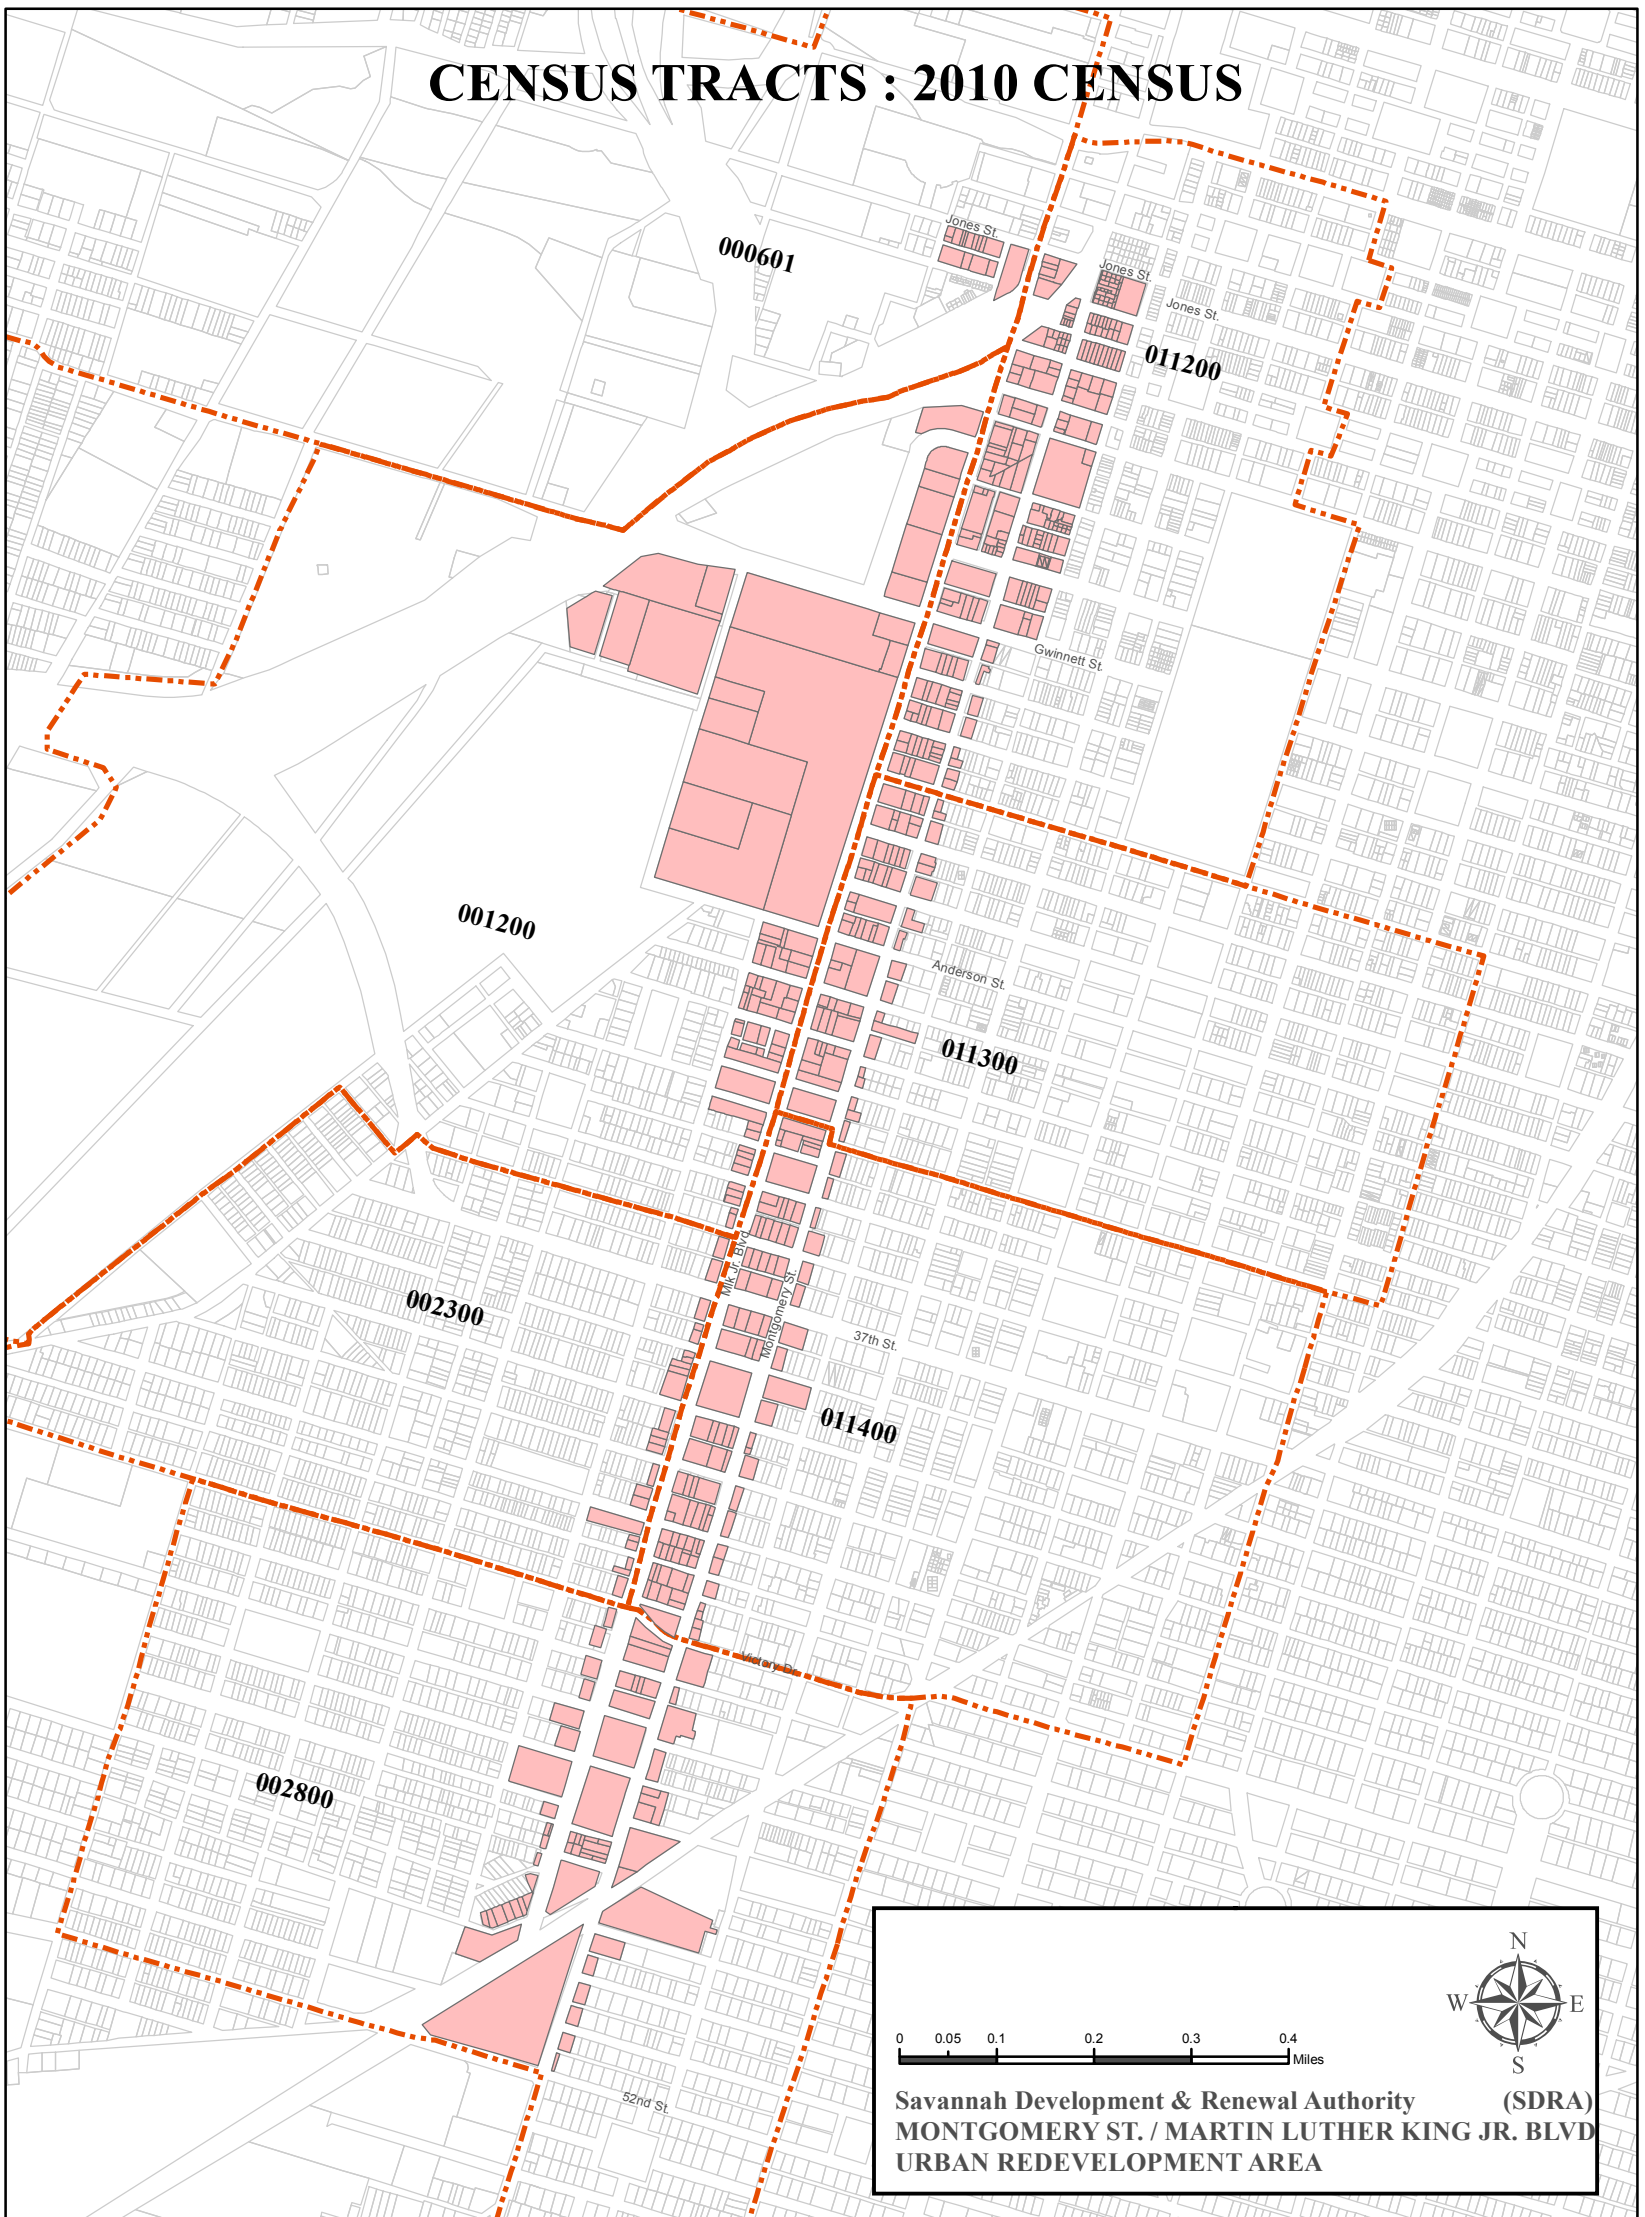 CENSUS TRACTS : 2010 CENSUS
Jones St.
000601
Jones St.
Jones St.
011200
Gwinnett St.
001200
Anderson St.
011300
Mlk Jr. Blvd
Montgomery St.
002300
37th St.
011400
Victory Dr.
002800
N
W E
S
0 0.05 0.1 0.2 0.3 0.4
Miles
52nd St.
Savannah Development & Renewal Authority (SDRA)
MONTGOMERY ST. / MARTIN LUTHER KING JR. BLVD
URBAN REDEVELOPMENT AREA